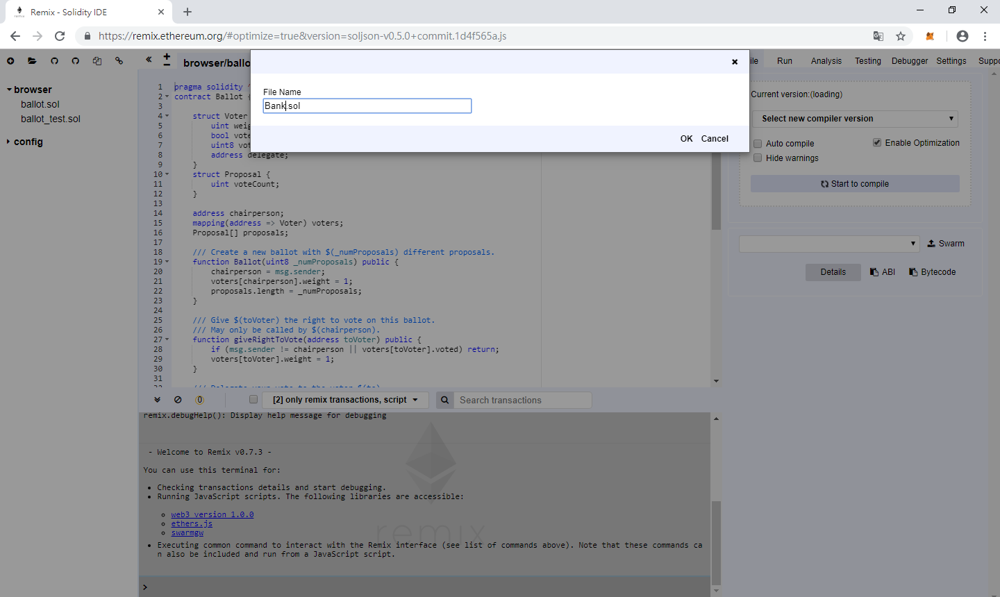 Remix - Solidity IDE
https://remix.ethereum.org/#optimize=true&version=soljson-v0.5.0+commit.1d4f565a.js
browser/ballo
ile Run Analysis Testing Debugger Settings Suppo
File Name
Bank.sol
OK Cancel
browser
ballot.sol
ballot_test.sol
config
1 pragma solidity ^
2 contract Ballot {
3
4 struct Voter
5 uint weig
6 bool vote
7 uint8 vot
8 address delegate;
9 }
10 struct Proposal {
11 uint voteCount;
12 }
13
14 address chairperson;
15 mapping(address => Voter) voters;
16 Proposal[] proposals;
17
18 /// Create a new ballot with $(_numProposals) different proposals.
19 function Ballot(uint8 _numProposals) public {
20 chairperson = msg.sender;
21 voters[chairperson].weight = 1;
22 proposals.length = _numProposals;
23 }
24
25 /// Give $(toVoter) the right to vote on this ballot.
26 /// May only be called by $(chairperson).
27 function giveRightToVote(address toVoter) public {
28 if (msg.sender != chairperson || voters[toVoter].voted) return;
29 voters[toVoter].weight = 1;
30 }
31
32 /// Delegate your vote to the voter $(to).
Current version:(loading)
Select new compiler version
Auto compile Enable Optimization
Hide warnings
Start to compile
Swarm
Details ABI Bytecode
0 [2] only remix transactions, script Search transactions
remix.debugHelp(): Display help message for debugging
- Welcome to Remix v0.7.3 -
You can use this terminal for:
• Checking transactions details and start debugging.
• Running JavaScript scripts. The following libraries are accessible:
web3 version 1.0.0
ethers.js
swarmgw
• Executing common command to interact with the Remix interface (see list of commands above). Note that these commands ca
n also be included and run from a JavaScript script.
remix
>